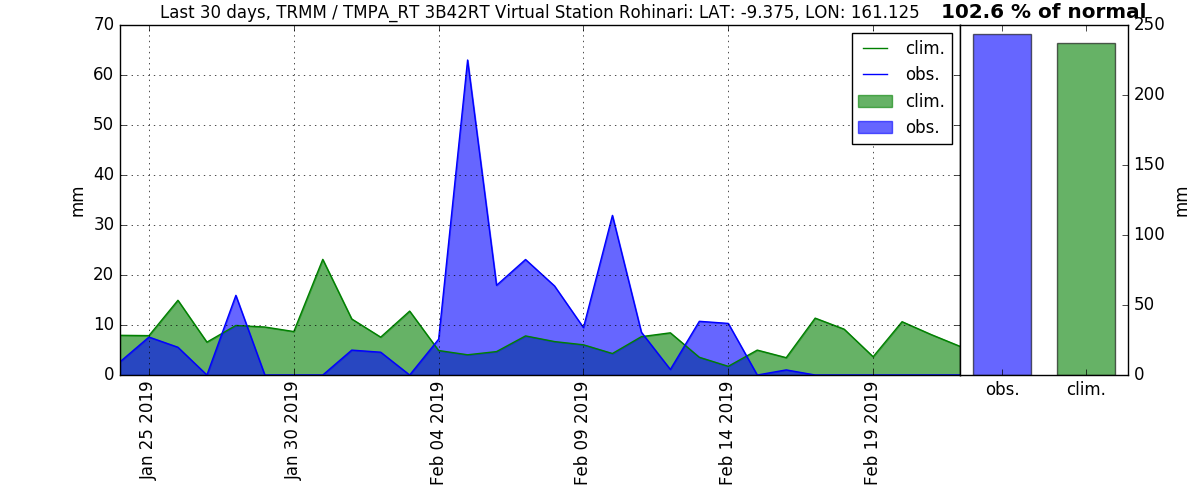 Last 30 days, TRMM / TMPA_RT 3B42RT Virtual Station Rohinari: LAT: -9.375, LON: 161.125
102.6 % of normal
70
60
50
40
30
20
10
0
mm
clim.
obs.
clim.
obs.
Jan 25 2019
Jan 30 2019
Feb 04 2019
Feb 09 2019
Feb 14 2019
Feb 19 2019
250
200
150
100
50
0
mm
obs.
clim.